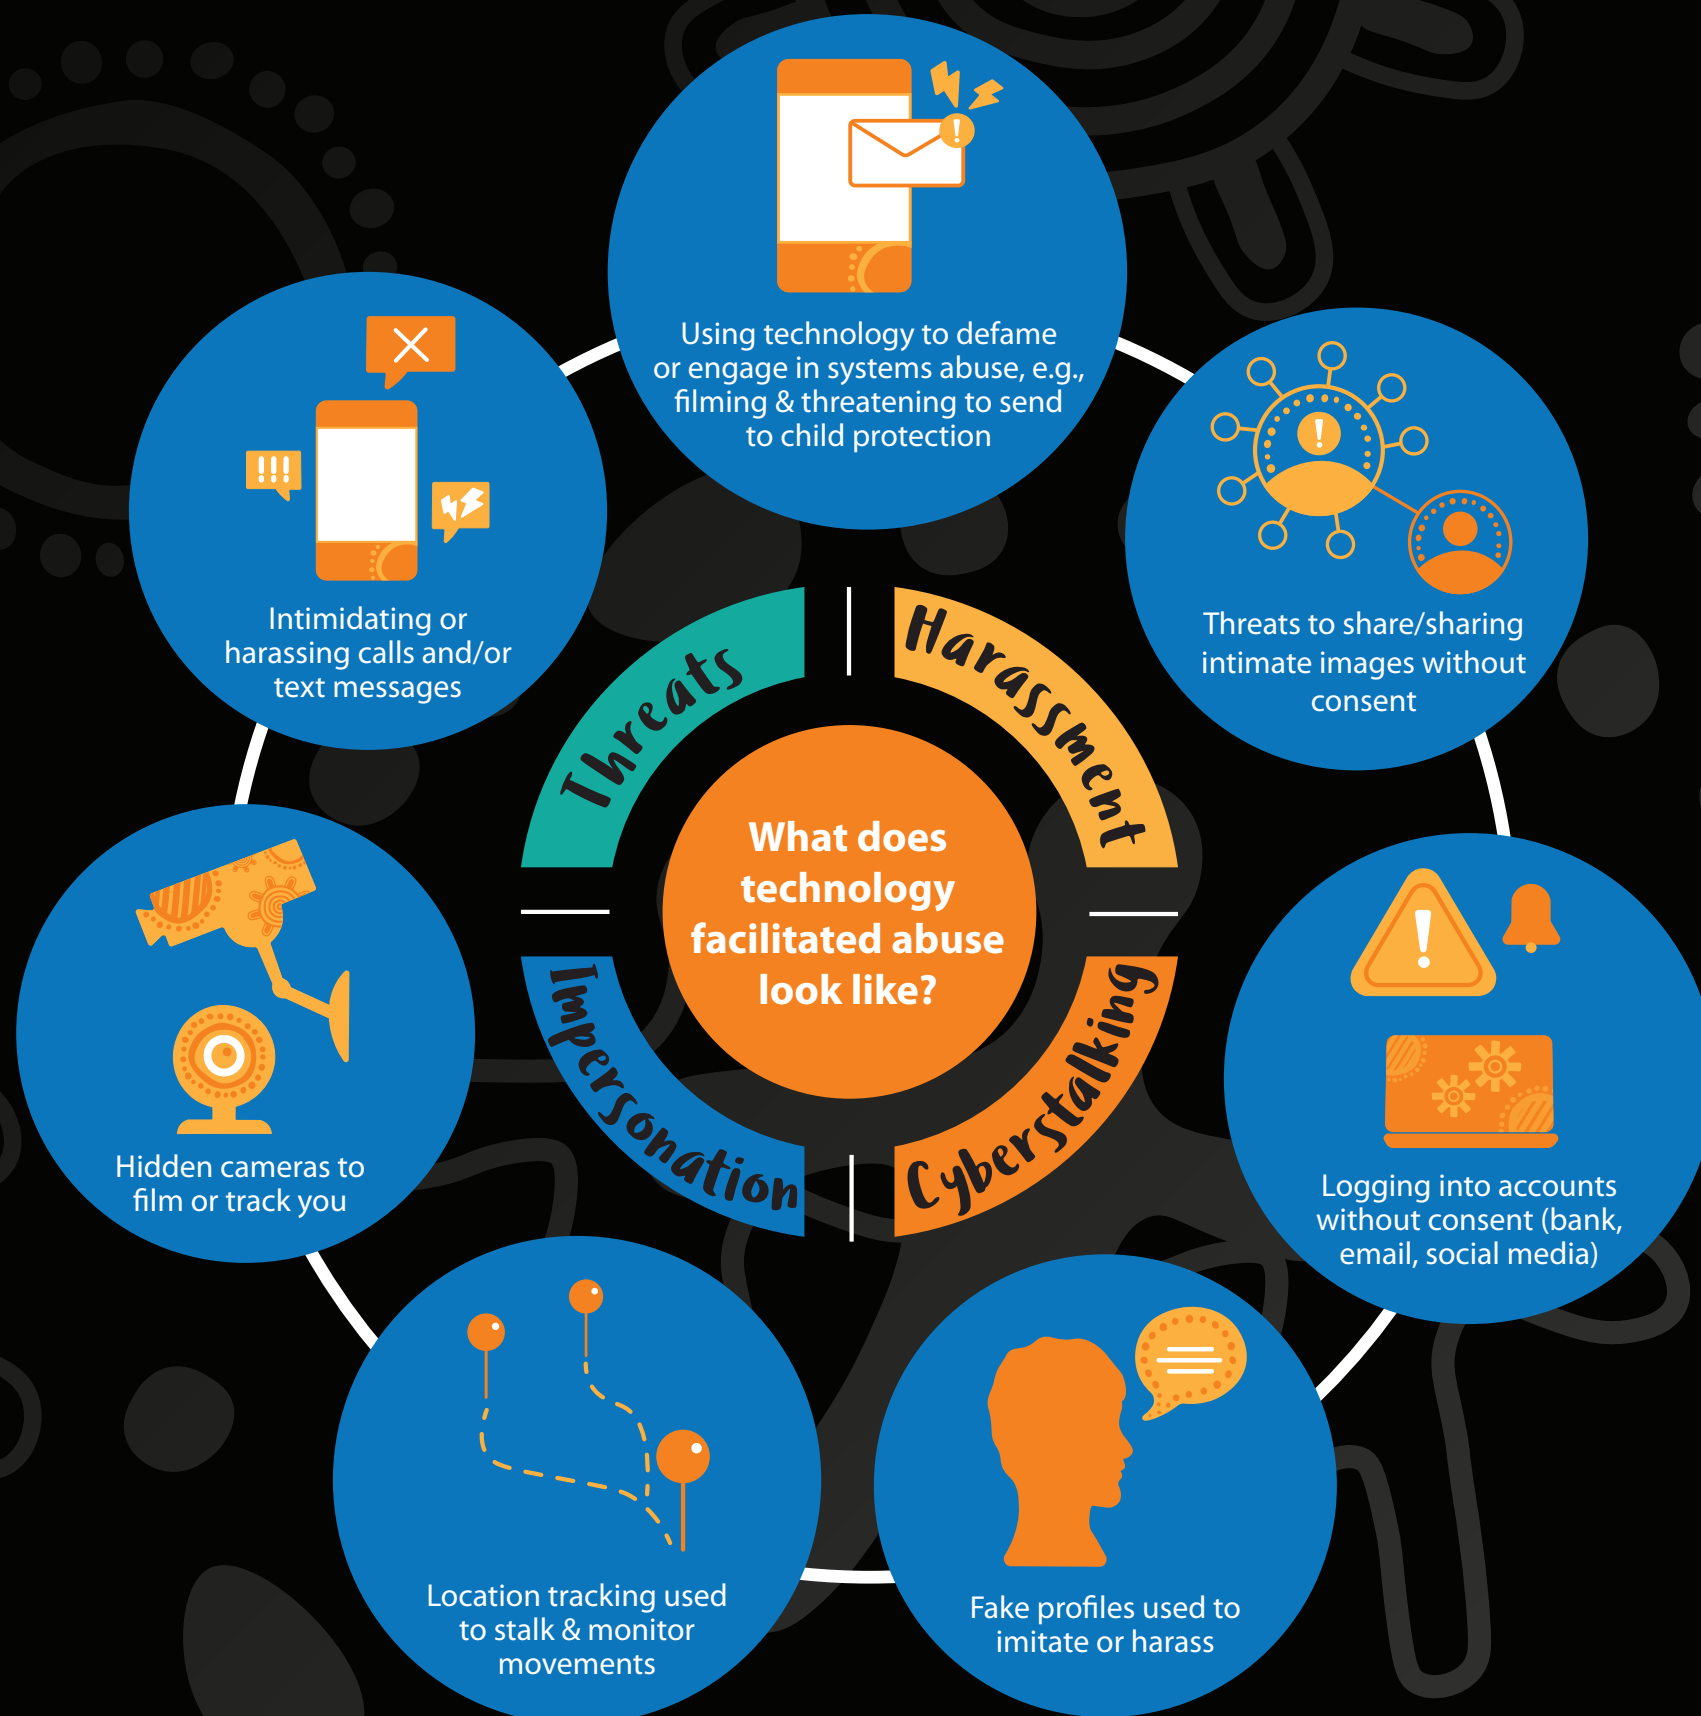 Using technology to defame
or engage in systems abuse, e.g.,
filming & threatening to send
to child protection
Threats to share/sharing
intimate images without
consent
Logging into accounts
without consent (bank,
email, social media)
Fake profiles used to
imitate or harass
Location tracking used
to stalk & monitor
movements
Hidden cameras to
film or track you
Intimidating or
harassing calls and/or
text messages
Threats
Harassment
Cyberstalking
Impersonation
What does
technology
facilitated abuse
look like?